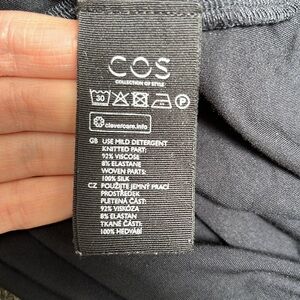 COS
COLLECTION OF STYLE
30 P
clevercare.info
GB USE MILD DETERGENT
KNITTED PART:
92% VISCOSE
8% ELASTANE
WOVEN PARTS:
100% SILK
CZ POUŽIJTE JEMNÝ PRACÍ
PROSTŘEDEK
PLETENÁ ČÁST:
92% VISKÓZA
8% ELASTAN
TKANÉ ČÁSTI:
100% HEDVÁBÍ